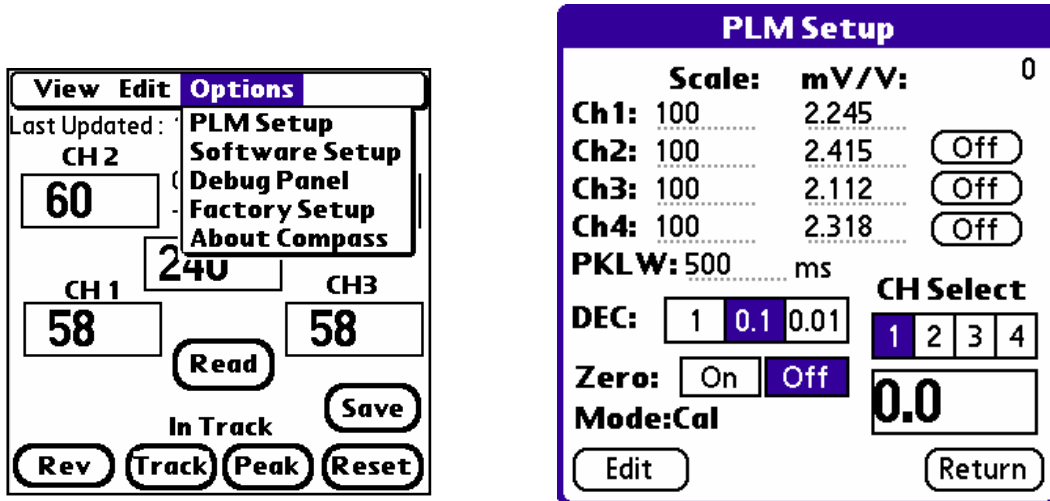 View Edit Options
Last Updated :
PLM Setup
Software Setup
Debug Panel
Factory Setup
About Compass
CH 2
60
240
CH 1
58
CH3
58
Read
Save
In Track
Rev Track Peak Reset
PLM Setup
0
Scale: mV/V:
Ch1: 100 2.245
Ch2: 100 2.415 Off
Ch3: 100 2.112 Off
Ch4: 100 2.318 Off
PKLW: 500 ms
DEC: 1 0.1 0.01
Zero: On Off
Mode:Cal
CH Select
1 2 3 4
0.0
Edit Return